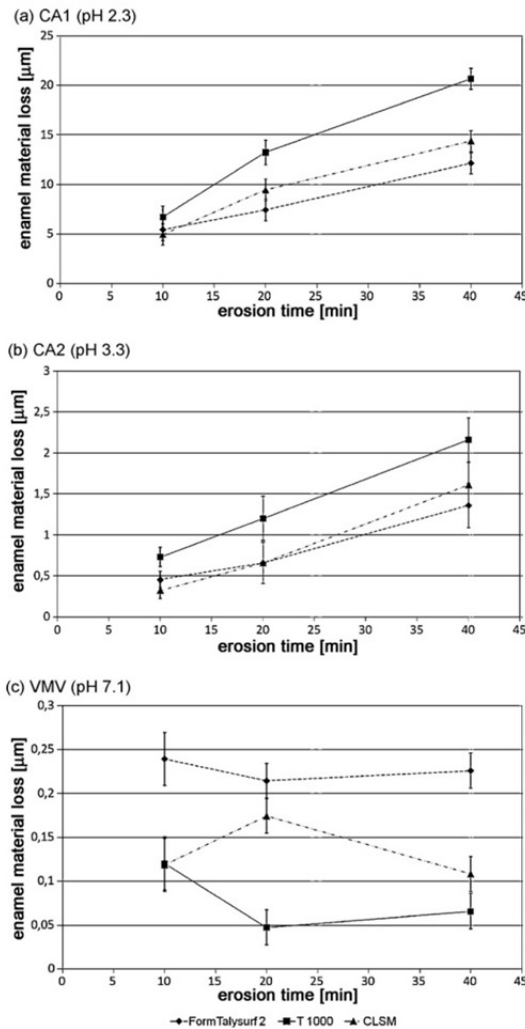 (a) CA1 (pH 2.3)
enamel material loss [µm]
25
20
15
10
5
0
0 5 10 15 20 25 30 35 40 45
erosion time [min]
(b) CA2 (pH 3.3)
enamel material loss [µm]
3
2,5
2
1,5
1
0,5
0
0 5 10 15 20 25 30 35 40 45
erosion time [min]
(c) VMV (pH 7.1)
enamel material loss [µm]
0,3
0,25
0,2
0,15
0,1
0,05
0
0 5 10 15 20 25 30 35 40 45
erosion time [min]
FormTalysurf 2 T 1000 CLSM